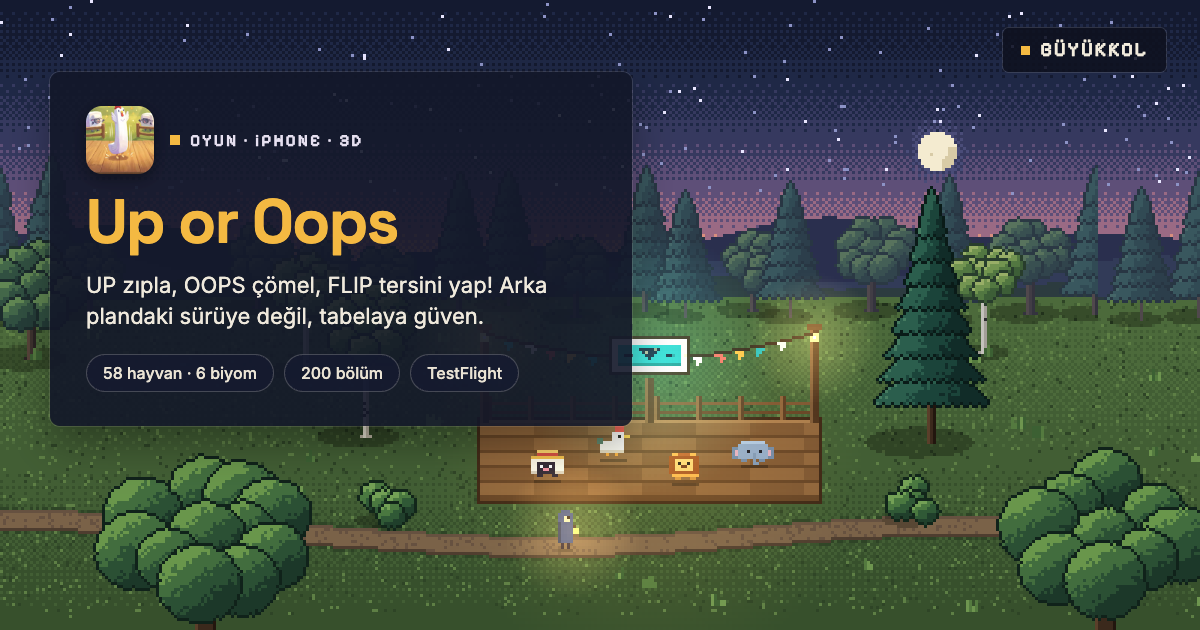 BÜYÜKKOL
OYUN · iPHONE · 3D
Up or Oops
UP zıpla, OOPS çömel, FLIP tersini yap! Arka
plandaki sürüye değil, tabelaya güven.
58 hayvan · 6 biyom
200 bölüm
TestFlight